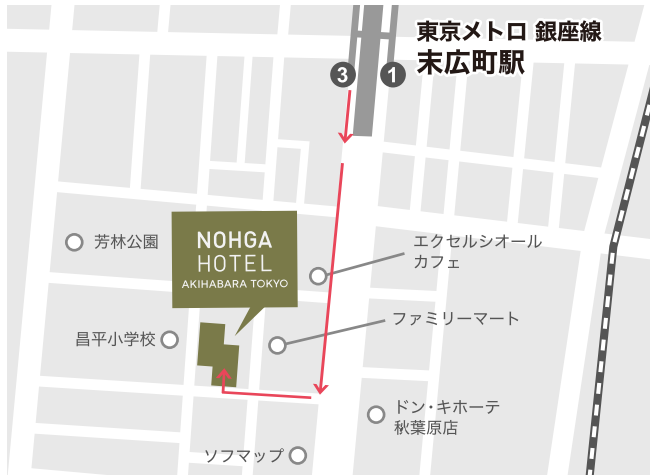 東京メトロ 銀座線
末広町駅
3
1
芳林公園
NOHGA
HOTEL
AKIHABARA TOKYO
エクセルシオール
カフェ
ファミリーマート
昌平小学校
ドン・キホーテ
秋葉原店
ソフマップ